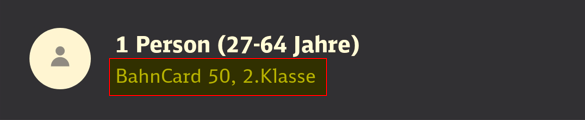 1 Person (27-64 Jahre)
BahnCard 50, 2.Klasse